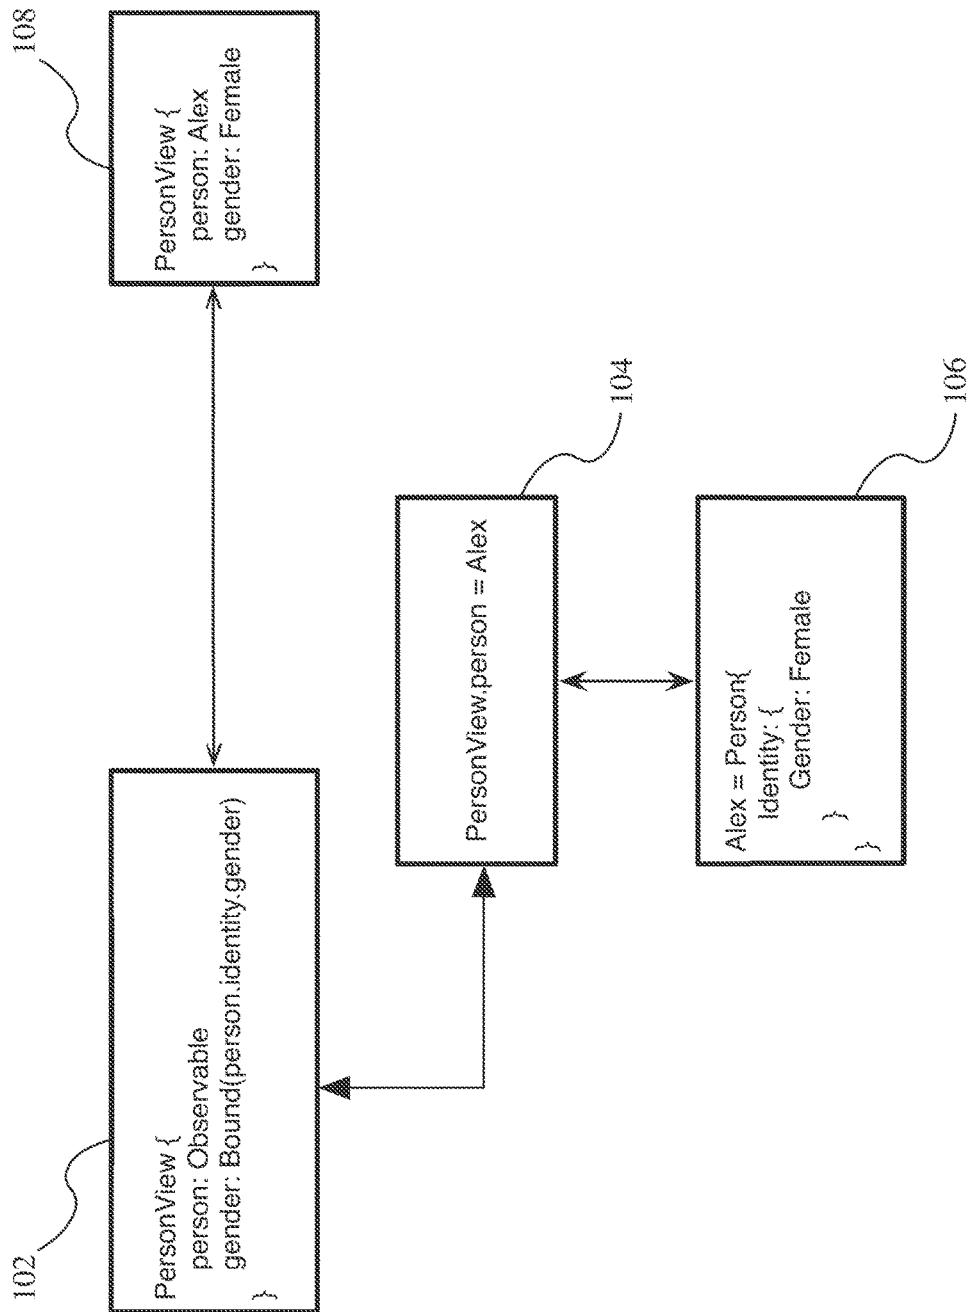 102
PersonView {
person: Observable
gender: Bound(person.identity.gender)
}
108
PersonView {
person: Alex
gender: Female
}
PersonView.person = Alex
104
Alex = Person{
Identity: {
Gender: Female
}
}
106